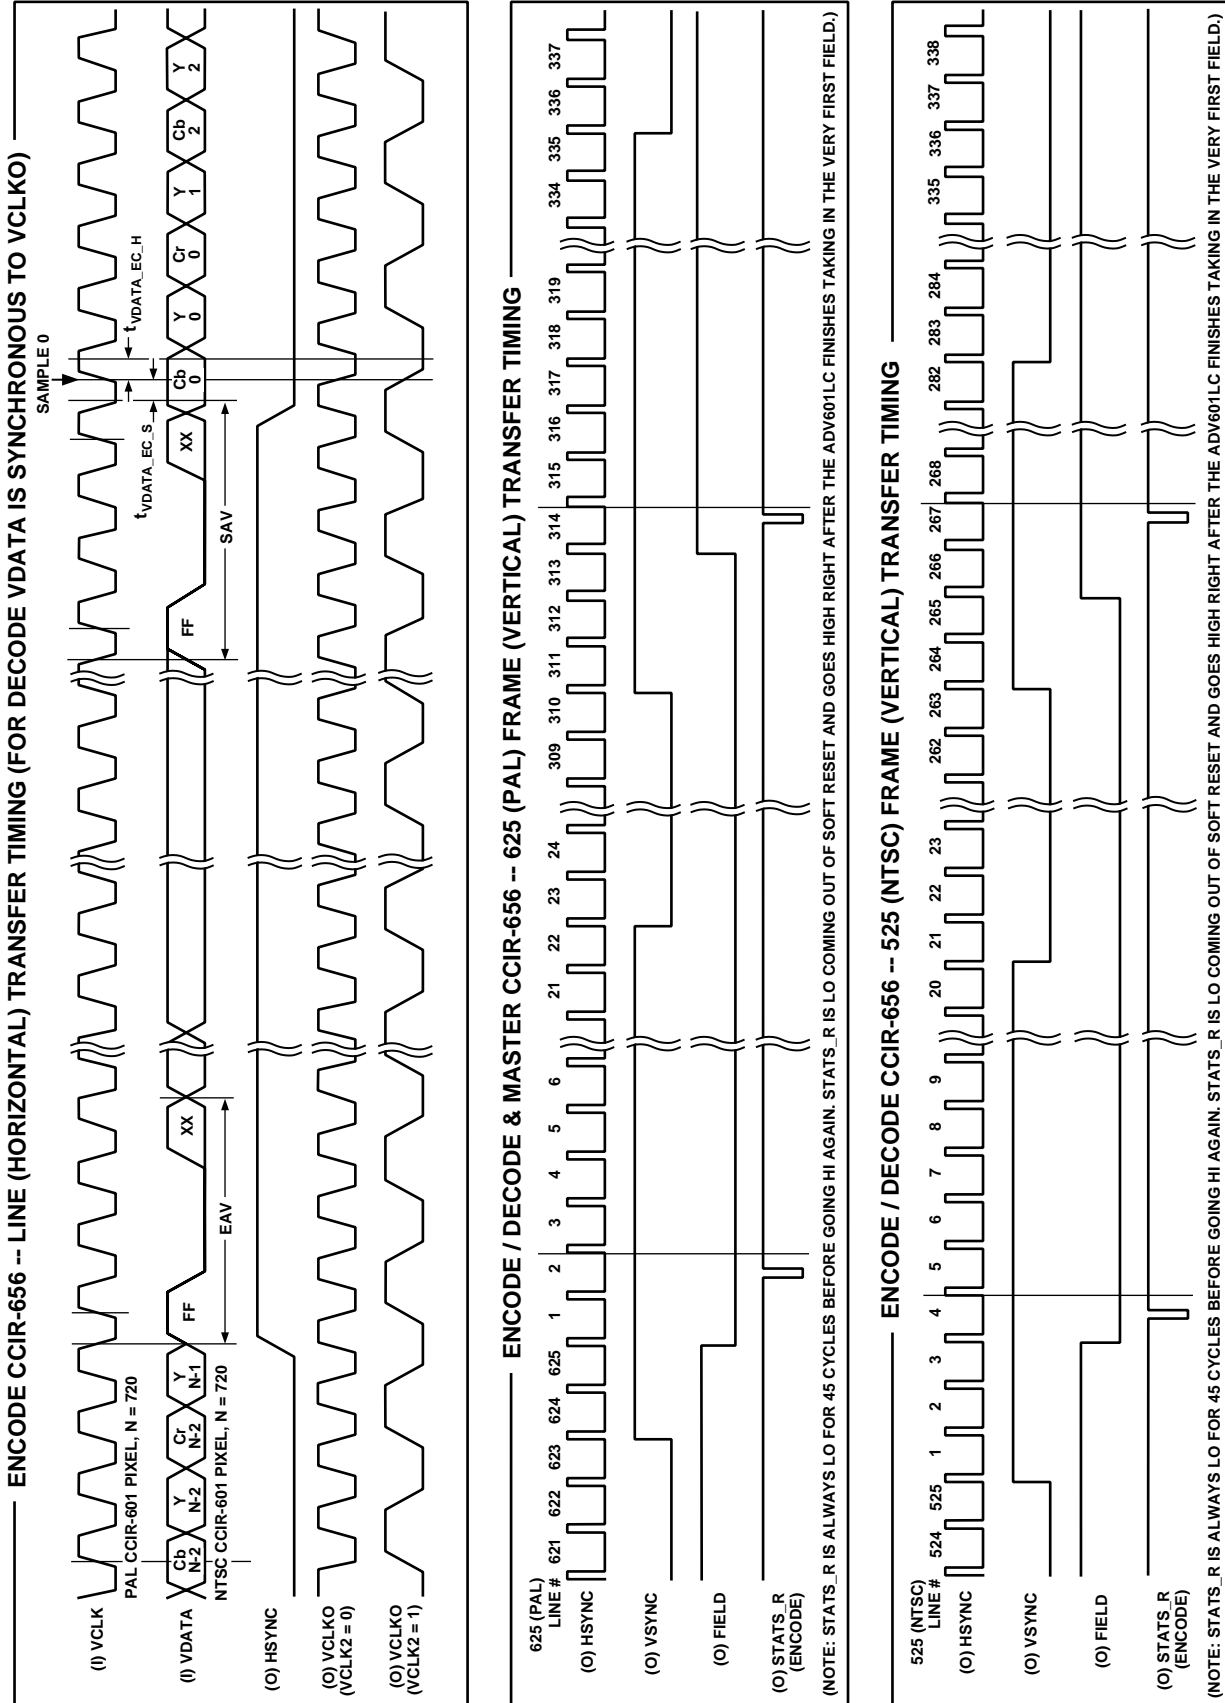 ENCODE CCIR-656 -- LINE (HORIZONTAL) TRANSFER TIMING (FOR DECODE VDATA IS SYNCHRONOUS TO VCLKO)
SAMPLE 0
(I) VCLK
PAL CCIR-601 PIXEL, N = 720
tVDATA_EC_S
tVDATA_EC_H
(I) VDATA
Cb N-2
Y N-2
Cr N-2
Y N-1
FF
XX
FF
XX
Cb 0
Y 0
Cr 0
Y 1
Cb 2
Y 2
NTSC CCIR-601 PIXEL, N = 720
EAV
SAV
(O) HSYNC
(O) VCLKO
(VCLK2 = 0)
(O) VCLKO
(VCLK2 = 1)
ENCODE / DECODE & MASTER CCIR-656 -- 625 (PAL) FRAME (VERTICAL) TRANSFER TIMING
625 (PAL)
LINE # 621 622 623 624 625 1 2 3 4 5 6 21 22 23 24 309 310 311 312 313 314 315 316 317 318 319 334 335 336 337
(O) HSYNC
(O) VSYNC
(O) FIELD
(O) STATS_R
(ENCODE)
(NOTE: STATS_R IS ALWAYS LO FOR 45 CYCLES BEFORE GOING HI AGAIN. STATS_R IS LO COMING OUT OF SOFT RESET AND GOES HIGH RIGHT AFTER THE ADV601LC FINISHES TAKING IN THE VERY FIRST FIELD.)
ENCODE / DECODE CCIR-656 -- 525 (NTSC) FRAME (VERTICAL) TRANSFER TIMING
525 (NTSC)
LINE # 524 525 1 2 3 4 5 6 7 8 9 20 21 22 23 262 263 264 265 266 267 268 282 283 284 335 336 337 338
(O) HSYNC
(O) VSYNC
(O) FIELD
(O) STATS_R
(ENCODE)
(NOTE: STATS_R IS ALWAYS LO FOR 45 CYCLES BEFORE GOING HI AGAIN. STATS_R IS LO COMING OUT OF SOFT RESET AND GOES HIGH RIGHT AFTER THE ADV601LC FINISHES TAKING IN THE VERY FIRST FIELD.)